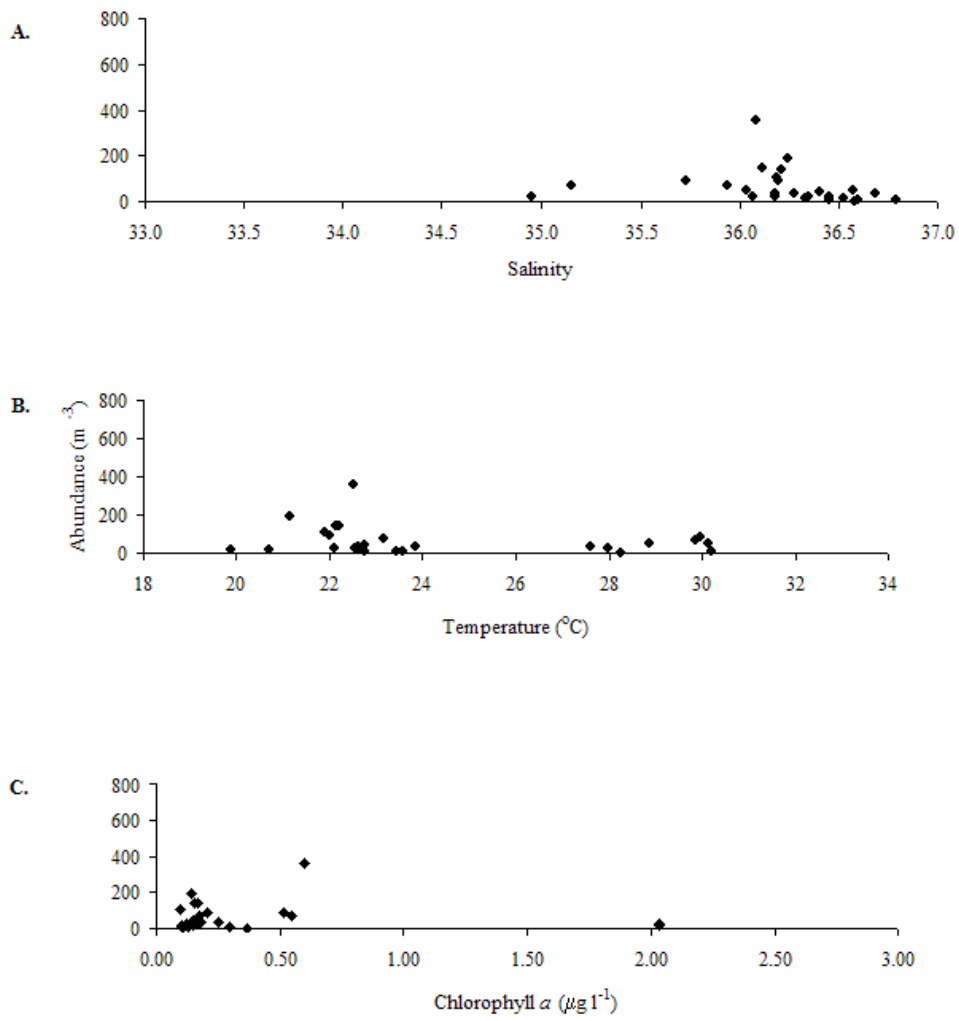 A.
800
600
400
200
0
33.0 33.5 34.0 34.5 35.0 35.5 36.0 36.5 37.0
Salinity
B.
Abundance (m -3)
800
600
400
200
0
18 20 22 24 26 28 30 32 34
Temperature (°C)
C.
800
600
400
200
0
0.00 0.50 1.00 1.50 2.00 2.50 3.00
Chlorophyll a (μg l-1)